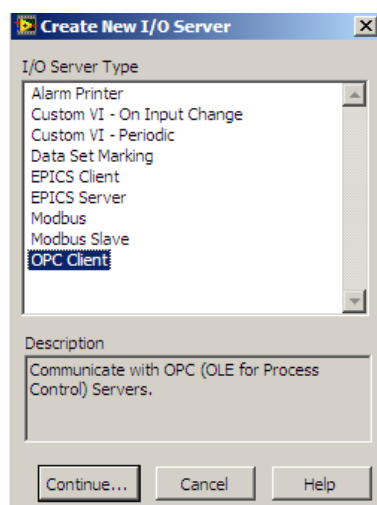 Create New I/O Server
I/O Server Type
Alarm Printer
Custom VI - On Input Change
Custom VI - Periodic
Data Set Marking
EPICS Client
EPICS Server
Modbus
Modbus Slave
OPC Client
Description
Communicate with OPC (OLE for Process
Control) Servers.
Continue... Cancel Help